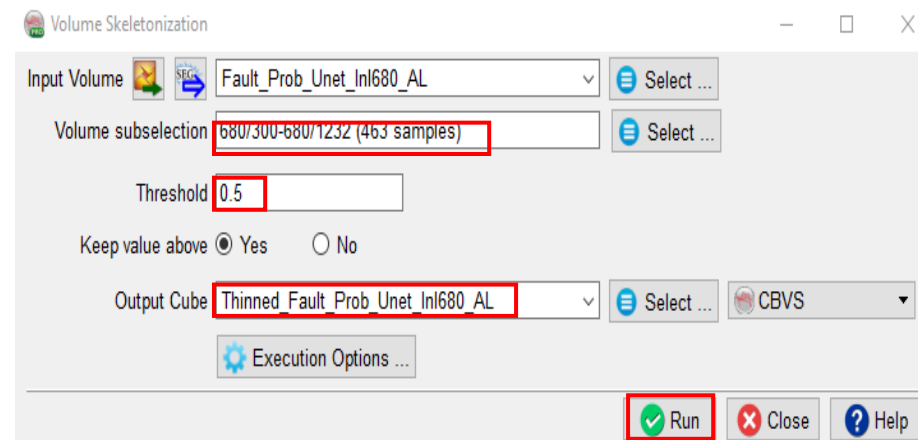 Volume Skeletonization
Input Volume SEG Fault_Prob_Unet_Inl680_AL Select ...
Volume subselection 680/300-680/1232 (463 samples) Select ...
Threshold 0.5
Keep value above Yes No
Output Cube Thinned_Fault_Prob_Unet_Inl680_AL Select ... CBVS
Execution Options ...
Run Close Help